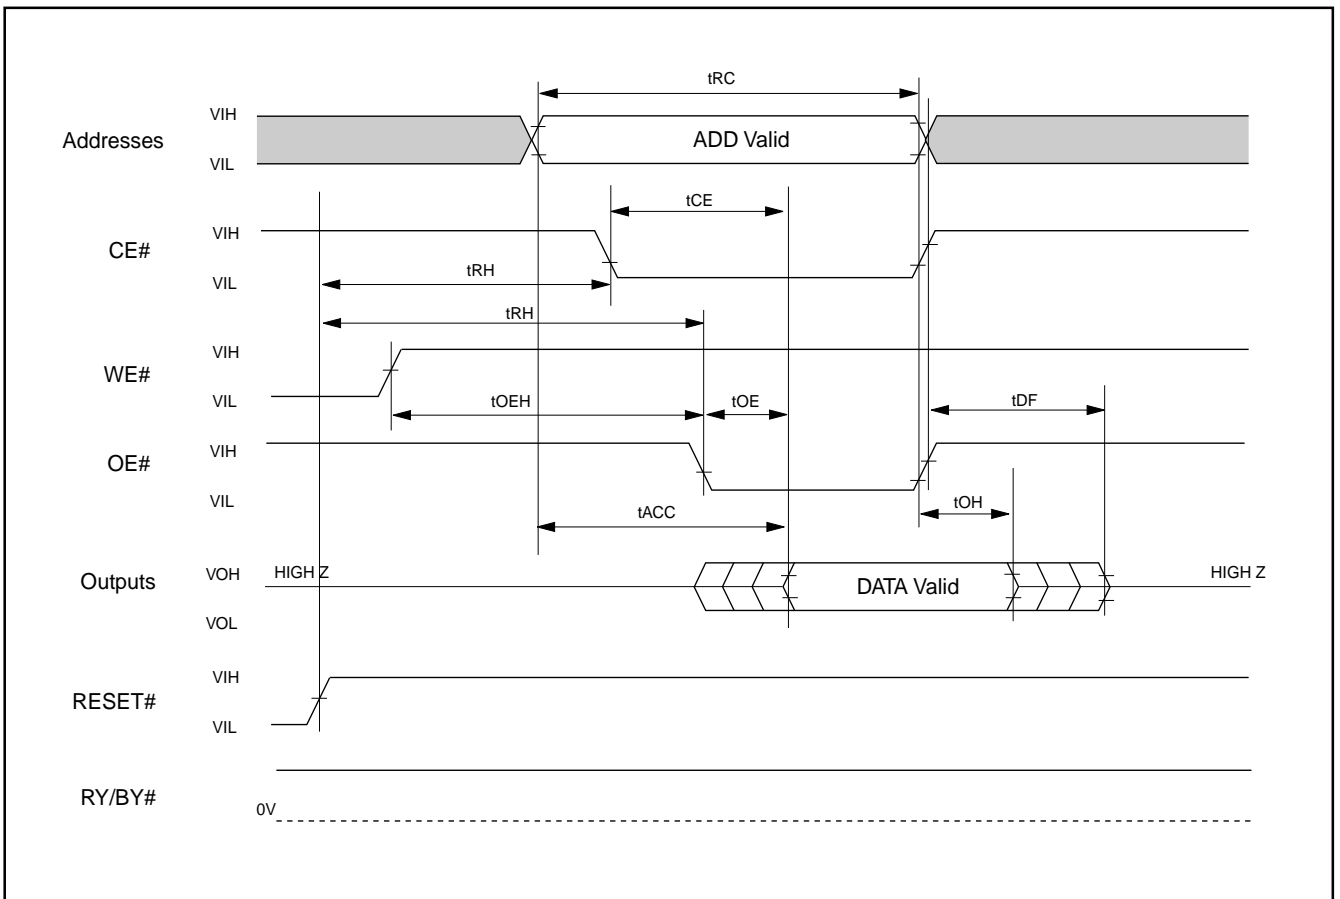 tRC
VIH
Addresses
ADD Valid
VIL
tCE
VIH
CE#
tRH
VIL
tRH
VIH
WE#
VIL
tOEH
tOE
tDF
VIH
OE#
VIL
tACC
tOH
Outputs
VOH
HIGH Z
DATA Valid
HIGH Z
VOL
VIH
RESET#
VIL
RY/BY#
0V